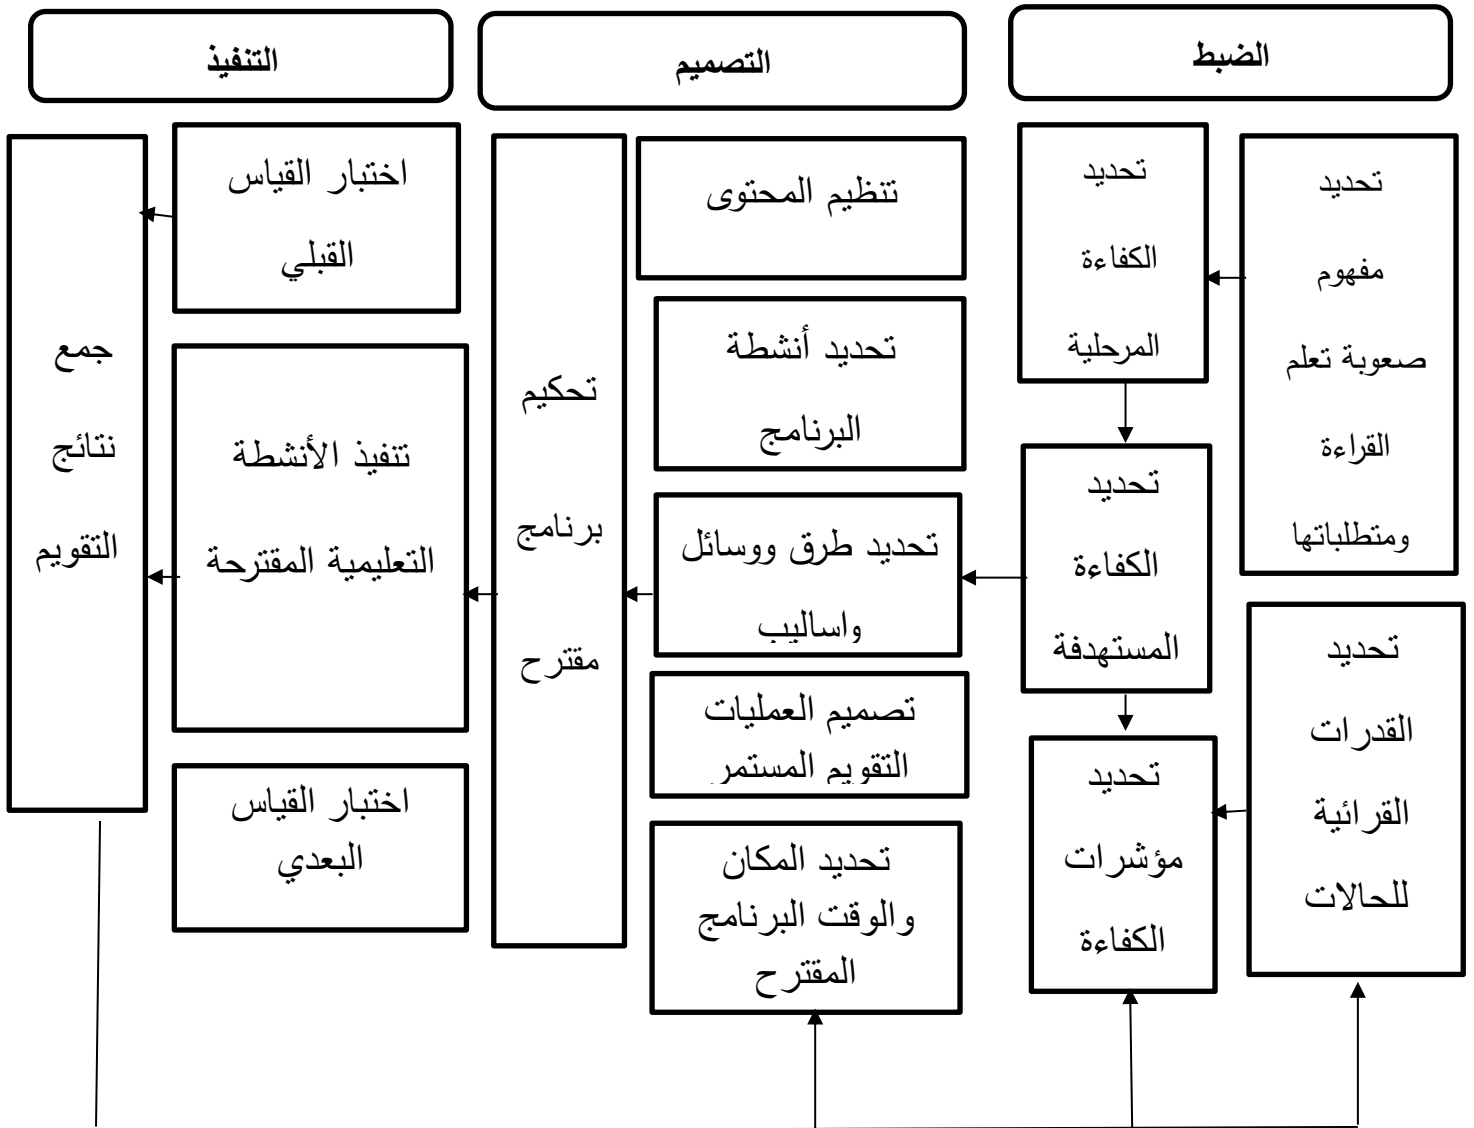 الضبط
التصميم
التنفيذ
تحديد
مفهوم
صعوبة تعلم
القراءة
ومتطلباتها
تحديد
القدرات
القرائية
للحالات
تحديد
الكفاءة
المرحلية
تحديد
الكفاءة
المستهدفة
تحديد
مؤشرات
الكفاءة
تنظيم المحتوى
تحديد أنشطة
البرنامج
تحديد طرق ووسائل
واساليب
تصميم العمليات
التقويم المستمر
تحديد المكان
والوقت البرنامج
المقترح
تحكيم
برنامج
مقترح
اختبار القياس
القبلي
تنفيذ الأنشطة
التعليمية المقترحة
اختبار القياس
البعدي
جمع
نتائج
التقويم